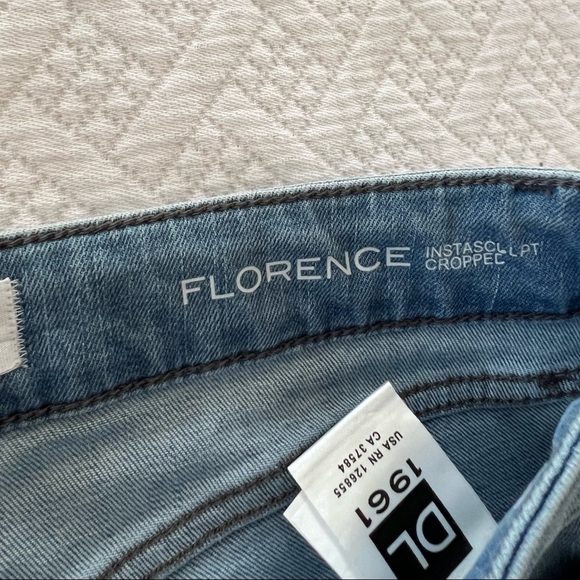 FLORENCE
INSTASCULPT
CROPPED
USA RN 126855
CA 37584
DL
1961